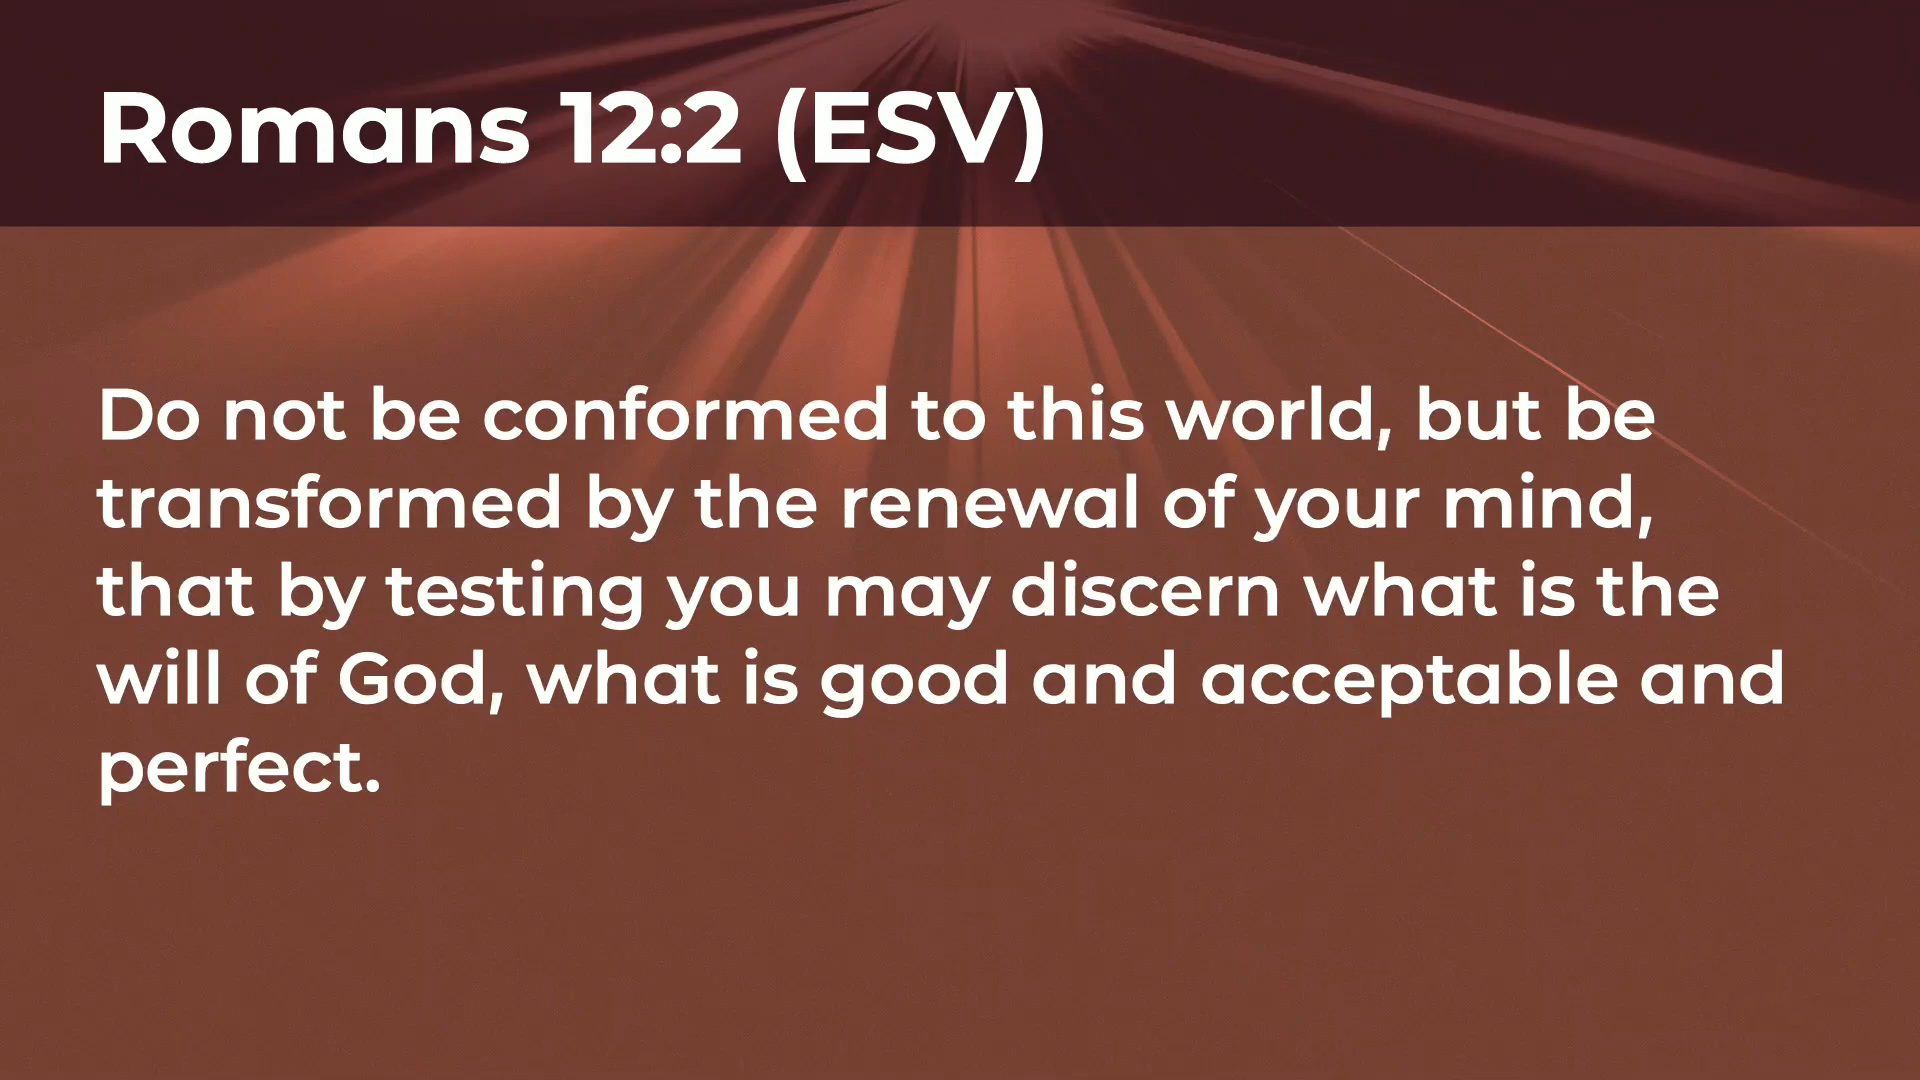 Romans 12:2 (ESV)
Do not be conformed to this world, but be
transformed by the renewal of your mind,
that by testing you may discern what is the
will of God, what is good and acceptable and
perfect.